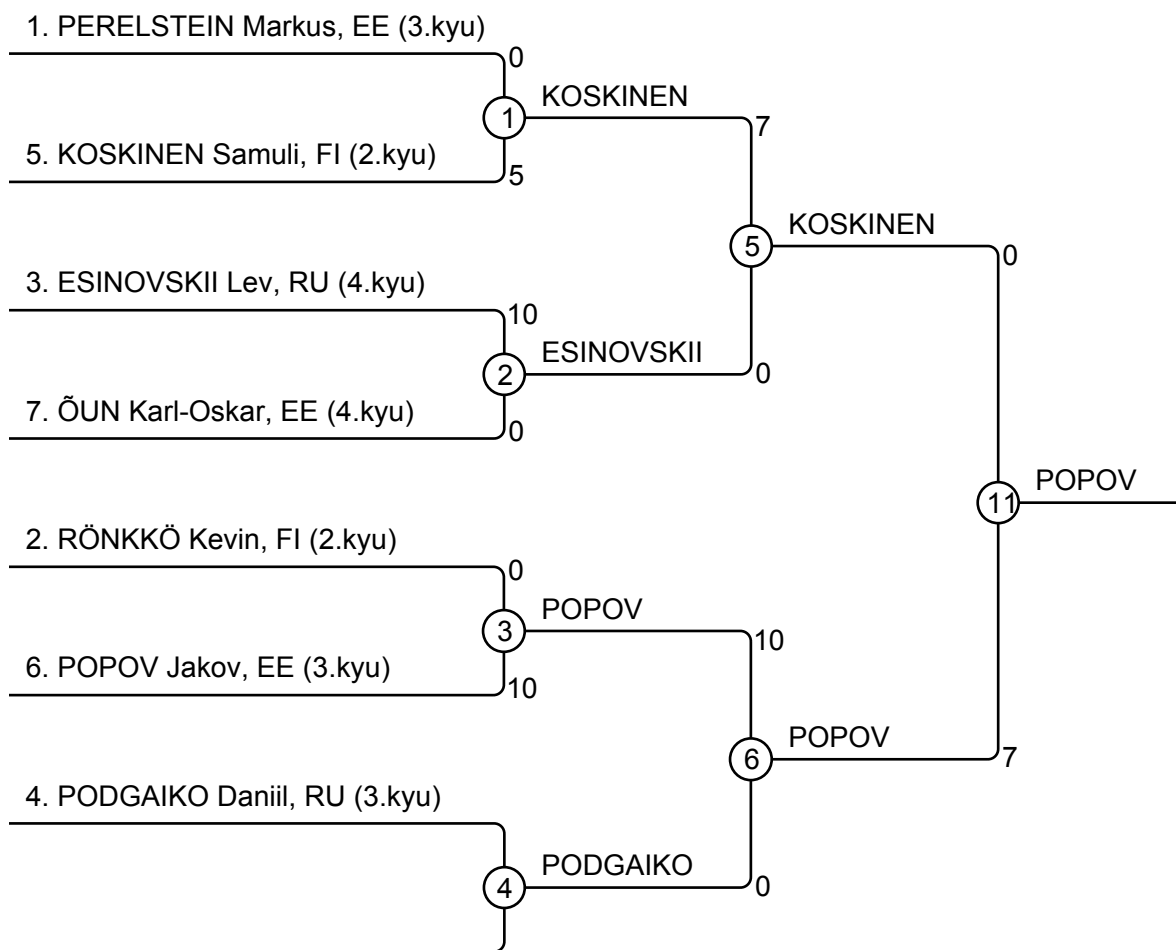 1. PERELSTEIN Markus, EE (3.kyu)
0
1
KOSKINEN
7
5. KOSKINEN Samuli, FI (2.kyu)
5
5
KOSKINEN
0
3. ESINOVSKII Lev, RU (4.kyu)
10
2
ESINOVSKII
0
7. ÕUN Karl-Oskar, EE (4.kyu)
0
11
POPOV
2. RÖNKKÖ Kevin, FI (2.kyu)
0
3
POPOV
10
6. POPOV Jakov, EE (3.kyu)
10
6
POPOV
7
4. PODGAIKO Daniil, RU (3.kyu)
4
PODGAIKO
0